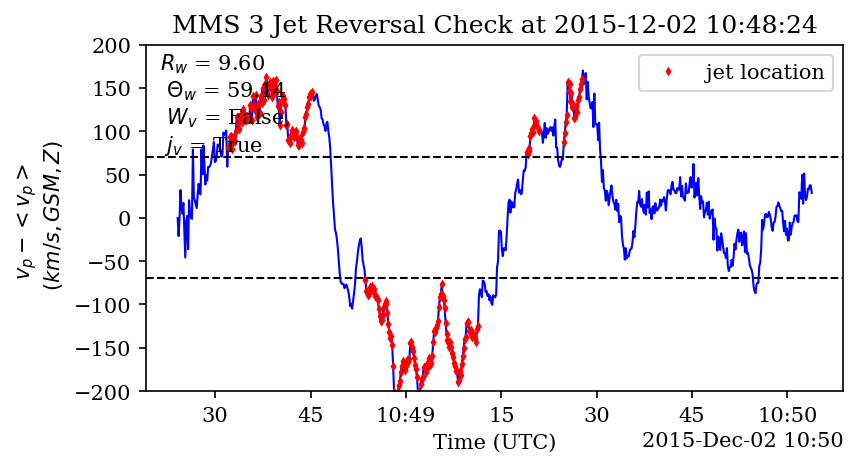 MMS 3 Jet Reversal Check at 2015-12-02 10:48:24
R_w = 9.60
Θ_w = 59.14
W_v = False
j_v = True
jet location
v_p − < v_p >
(km/s, GSM, Z)
200
150
100
50
0
−50
−100
−150
−200
30 45 10:49 15 30 45 10:50
Time (UTC)
2015-Dec-02 10:50